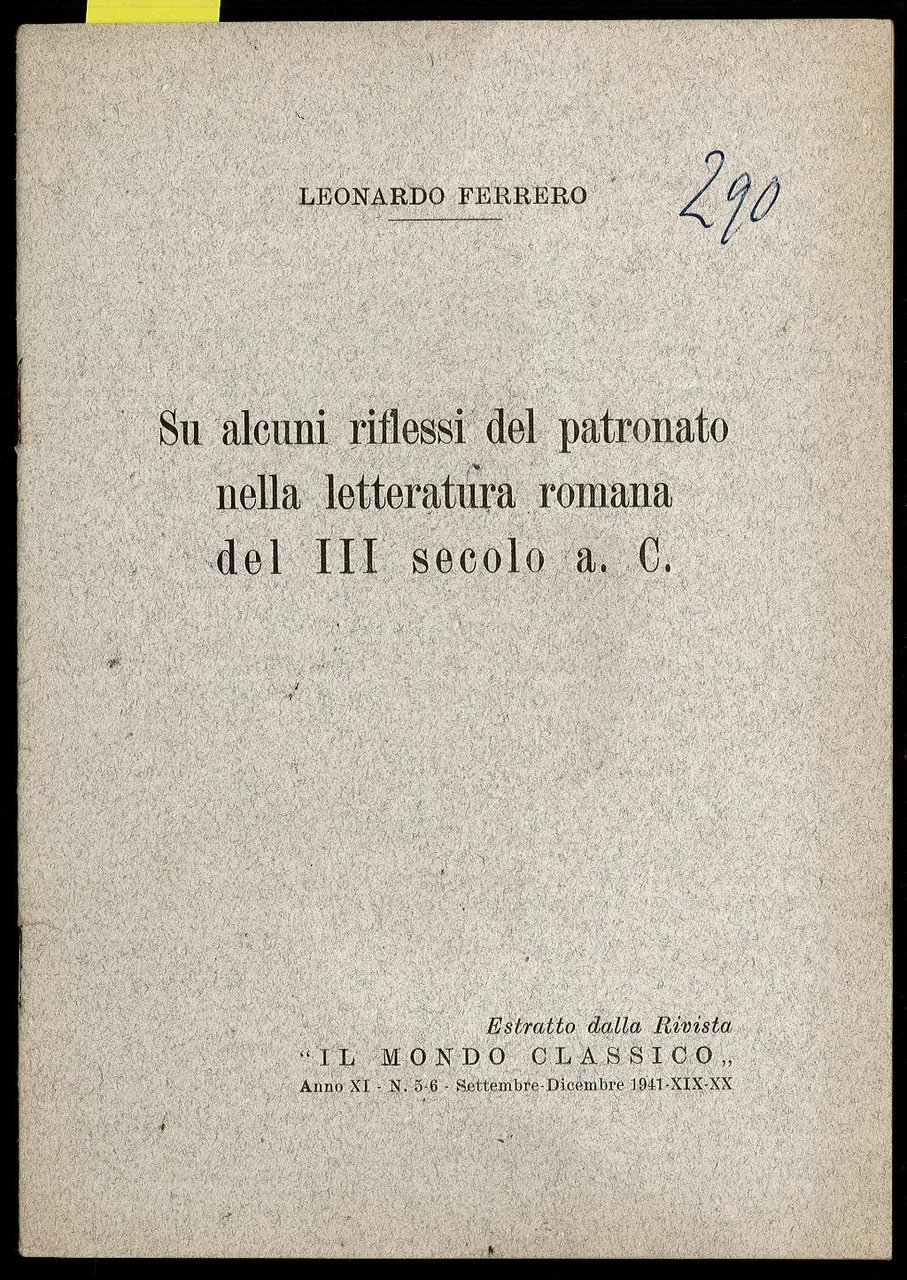 LEONARDO FERRERO
290
Su alcuni riflessi del patronato
nella letteratura romana
del III secolo a. C.
Estratto dalla Rivista
“IL MONDO CLASSICO„
Anno XI - N. 5-6 - Settembre-Dicembre 1941-XIX-XX